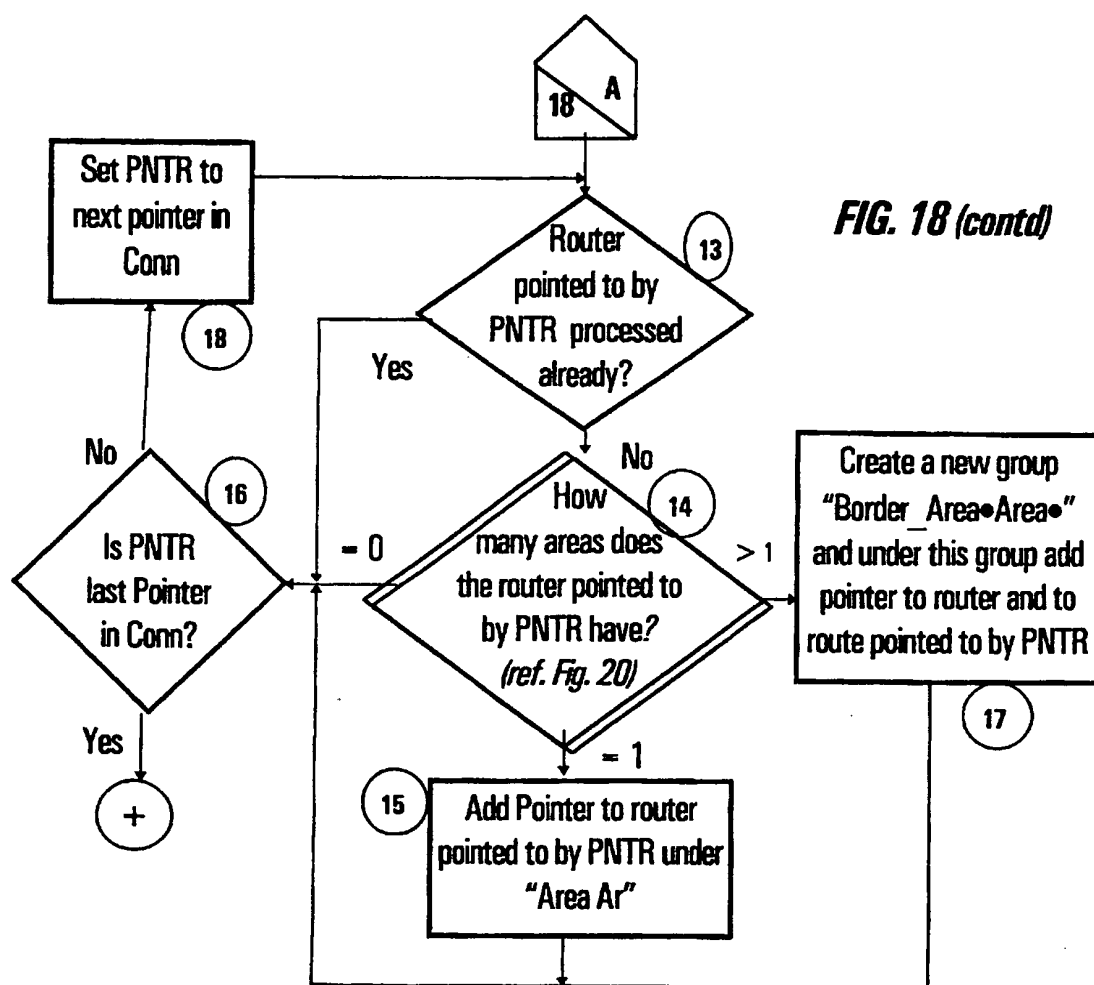 18
A
FIG. 18 (contd)
Set PNTR to
next pointer in
Conn
18
Router
pointed to by
PNTR processed
already?
13
Yes
No
How
many areas does
the router pointed to
by PNTR have?
(ref. Fig. 20)
14
= 0
> 1
= 1
Create a new group
“Border_Area•Area•”
and under this group add
pointer to router and to
route pointed to by PNTR
17
No
Is PNTR
last Pointer
in Conn?
16
Yes
+
15
Add Pointer to router
pointed to by PNTR under
“Area Ar”